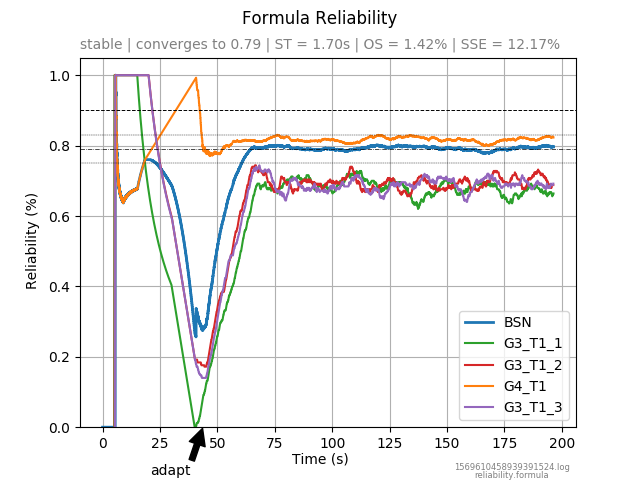 Formula Reliability
stable | converges to 0.79 | ST = 1.70s | OS = 1.42% | SSE = 12.17%
Reliability (%)
1.0
0.8
0.6
0.4
0.2
0.0
BSN
G3_T1_1
G3_T1_2
G4_T1
G3_T1_3
0 25 50 75 100 125 150 175 200
adapt
Time (s)
1569610458939391524.log
reliability.formula